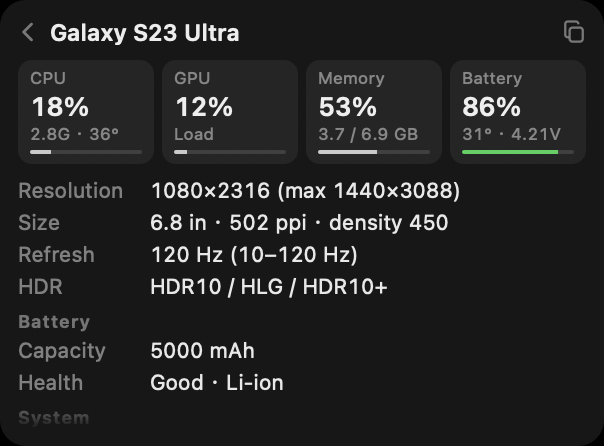 Galaxy S23 Ultra
CPU GPU Memory Battery
18% 12% 53% 86%
2.8G · 36° Load 3.7 / 6.9 GB 31° · 4.21V
Resolution 1080×2316 (max 1440×3088)
Size 6.8 in · 502 ppi · density 450
Refresh 120 Hz (10–120 Hz)
HDR HDR10 / HLG / HDR10+
Battery
Capacity 5000 mAh
Health Good · Li-ion
System